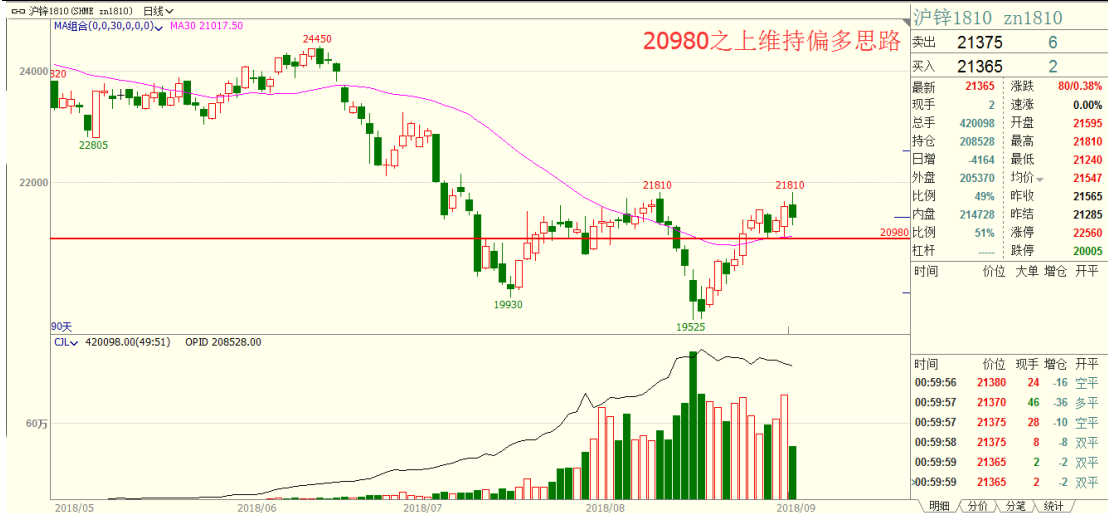 沪锌1810(SHME zn1810) 日线
MA组合(0,0,30,0,0,0) MA30 21017.50
20980之上维持偏多思路
24450
24000
820
22805
22000
21810
21810
20980
19930
19525
90天
CJL 420098.00(49:51) OPID 208528.00
60万
2018/05 2018/06 2018/07 2018/08 2018/09
沪锌1810 zn1810
卖出 21375 6
买入 21365 2
最新 21365 涨跌 80/0.38%
现手 2 速涨 0.00%
总手 420098 开盘 21595
持仓 208528 最高 21810
日增 -4164 最低 21240
外盘 205370 均价 21547
比例 49% 昨收 21565
内盘 214728 昨结 21285
比例 51% 涨停 22560
杠杆 ----- 跌停 20005
时间 价位 大单 增仓 开平
时间 价位 现手 增仓 开平
00:59:56 21380 24 -16 空平
00:59:57 21370 46 -36 多平
00:59:57 21375 28 -10 空平
00:59:58 21375 8 -8 双平
00:59:59 21365 2 -2 双平
00:59:59 21365 2 -2 双平
明细 分价 分笔 统计